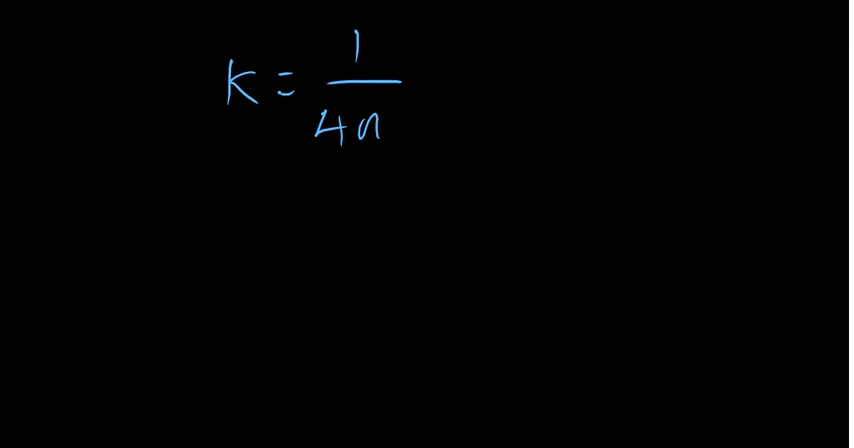 k = 1/4a